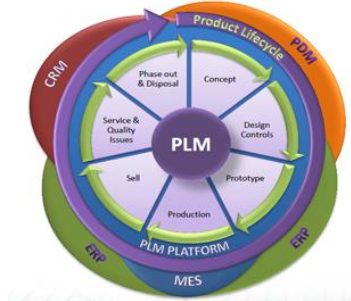 Product Lifecycle
CRM
PDM
Phase out
& Disposal
Concept
Service &
Quality
Issues
Design
Controls
PLM
Sell
Prototype
Production
ERP
PLM PLATFORM
ERP
MES